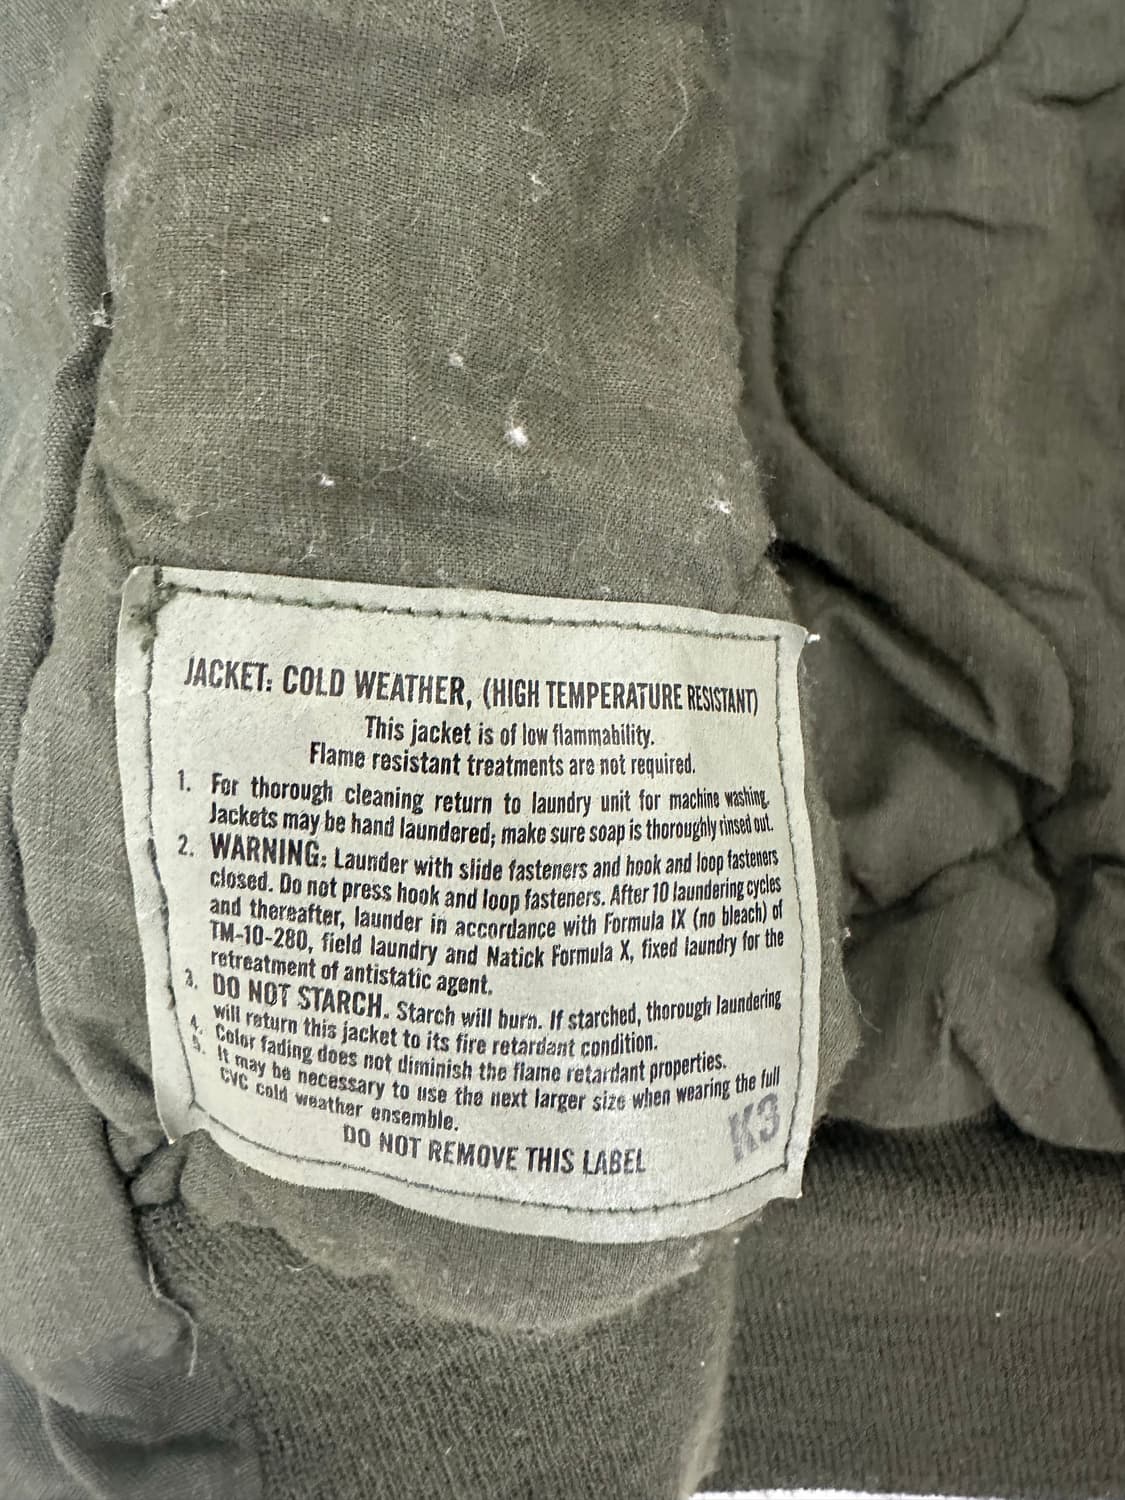 JACKET: COLD WEATHER, (HIGH TEMPERATURE RESISTANT)
This jacket is of low flammability.
Flame resistant treatments are not required.
1. For thorough cleaning return to laundry unit for machine washing.
Jackets may be hand laundered; make sure soap is thoroughly rinsed out.
2. WARNING: Launder with slide fasteners and hook and loop fasteners
closed. Do not press hook and loop fasteners. After 10 laundering cycles
and thereafter, launder in accordance with Formula IX (no bleach) of
TM-10-280, field laundry and Natick Formula X, fixed laundry for the
retreatment of antistatic agent.
3. DO NOT STARCH. Starch will burn. If starched, thorough laundering
will return this jacket to its fire retardant condition.
4. Color fading does not diminish the flame retardant properties.
5. It may be necessary to use the next larger size when wearing the full
CVC cold weather ensemble.
DO NOT REMOVE THIS LABEL
K3